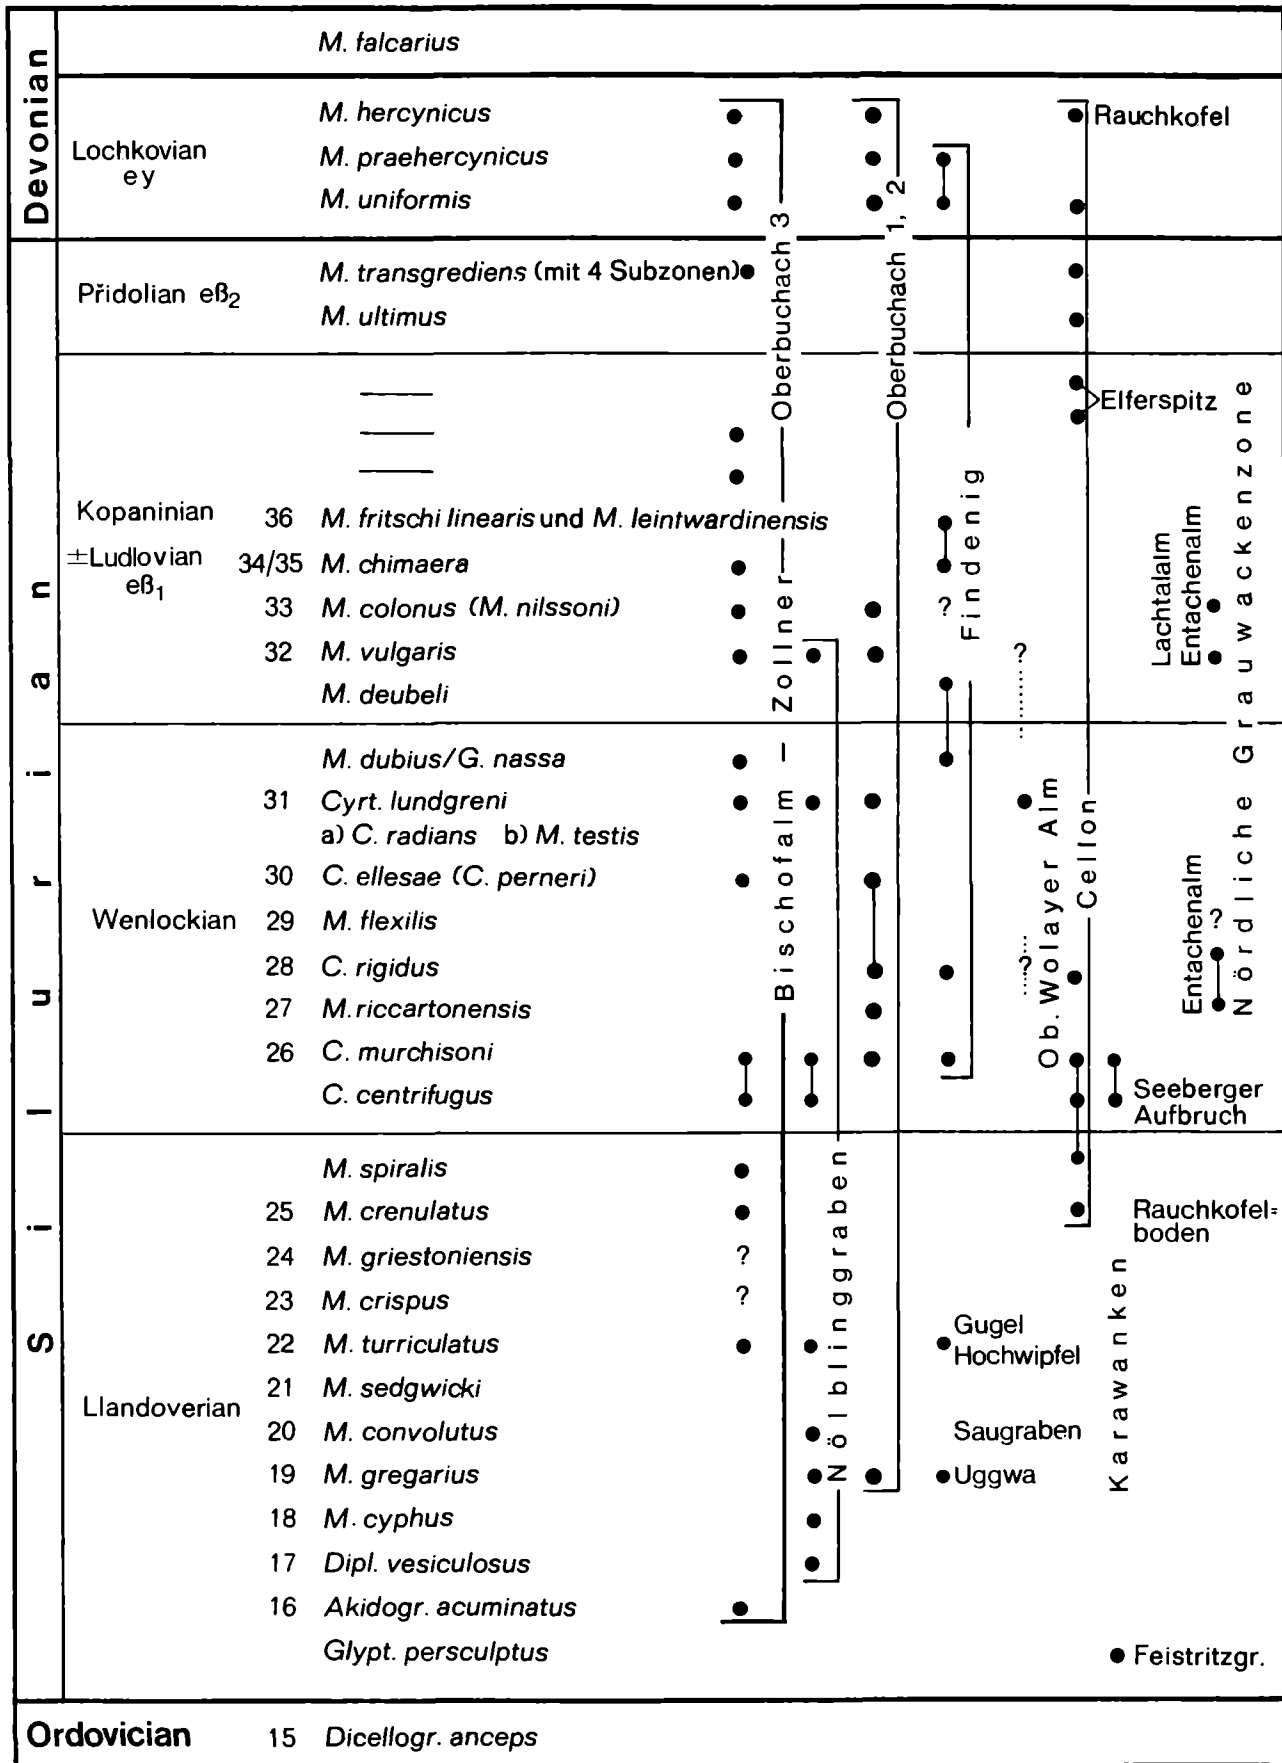 Devonian
Silurian
M. falcarius
Lochkovian
ey
M. hercynicus
M. praehercynicus
M. uniformis
Rauchkofel
Přidolian eß2
M. transgrediens (mit 4 Subzonen)
M. ultimus
Oberbuchach 3
Oberbuchach 1, 2
Elferspitz
Kopaninian
±Ludlovian
eß1
36 M. fritschi linearis und M. leintwardinensis
34/35 M. chimaera
33 M. colonus (M. nilssoni) ?
32 M. vulgaris ?
M. deubeli
Findenig
Lachtalalm
Entachenalm
Nördliche Grauwackenzone
Wenlockian
M. dubius/G. nassa
31 Cyrt. lundgreni
a) C. radians b) M. testis
30 C. ellesae (C. perneri)
29 M. flexilis
28 C. rigidus ?
27 M. riccartonensis
26 C. murchisoni
C. centrifugus
Bischofalm – Zollner
Ob. Wolayer Alm
Cellon
Entachenalm ?
Seeberger
Aufbruch
Llandoverian
M. spiralis
25 M. crenulatus
24 M. griestoniensis ?
23 M. crispus ?
22 M. turriculatus
21 M. sedgwicki
20 M. convolutus
19 M. gregarius
18 M. cyphus
17 Dipl. vesiculosus
16 Akidogr. acuminatus
Glypt. persculptus
Nölblinggraben
Rauchkofel=
boden
Gugel
Hochwipfel
Saugraben
Uggwa
Karawanken
Feistritzgr.
Ordovician 15 Dicellogr. anceps